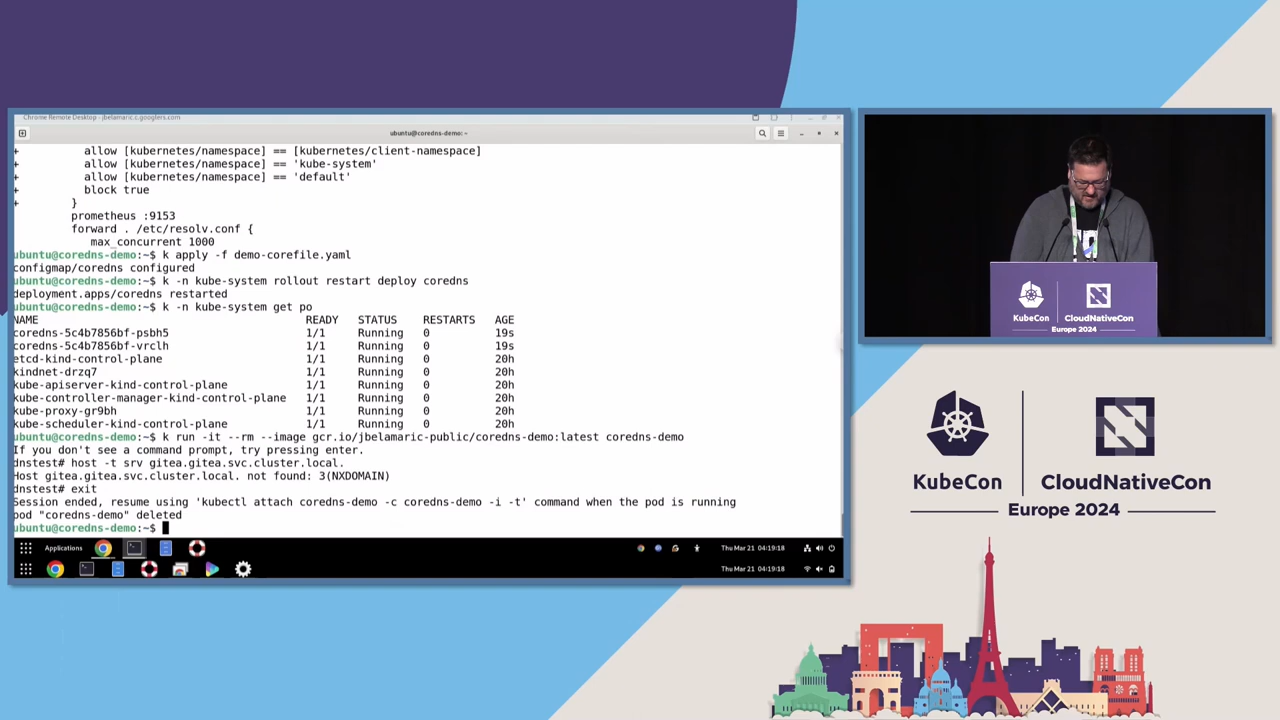 Chrome Remote Desktop - jbelamaric.c.googlers.com
ubuntu@coredns-demo: ~
+ allow [kubernetes/namespace] == [kubernetes/client-namespace]
+ allow [kubernetes/namespace] == 'kube-system'
+ allow [kubernetes/namespace] == 'default'
+ block true
+ }
prometheus :9153
forward . /etc/resolv.conf {
max_concurrent 1000
ubuntu@coredns-demo:~$ k apply -f demo-corefile.yaml
configmap/coredns configured
ubuntu@coredns-demo:~$ k -n kube-system rollout restart deploy coredns
deployment.apps/coredns restarted
ubuntu@coredns-demo:~$ k -n kube-system get po
NAME READY STATUS RESTARTS AGE
coredns-5c4b7856bf-psbh5 1/1 Running 0 19s
coredns-5c4b7856bf-vrclh 1/1 Running 0 19s
etcd-kind-control-plane 1/1 Running 0 20h
kindnet-drzq7 1/1 Running 0 20h
kube-apiserver-kind-control-plane 1/1 Running 0 20h
kube-controller-manager-kind-control-plane 1/1 Running 0 20h
kube-proxy-gr9bh 1/1 Running 0 20h
kube-scheduler-kind-control-plane 1/1 Running 0 20h
ubuntu@coredns-demo:~$ k run -it --rm --image gcr.io/jbelamaric-public/coredns-demo:latest coredns-demo
If you don't see a command prompt, try pressing enter.
dnstest# host -t srv gitea.gitea.svc.cluster.local.
Host gitea.gitea.svc.cluster.local. not found: 3(NXDOMAIN)
dnstest# exit
Session ended, resume using 'kubectl attach coredns-demo -c coredns-demo -i -t' command when the pod is running
pod "coredns-demo" deleted
ubuntu@coredns-demo:~$
Applications
Thu Mar 21 04:19:18
Thu Mar 21 04:19:18
KubeCon CloudNativeCon
Europe 2024
KubeCon CloudNativeCon
Europe 2024